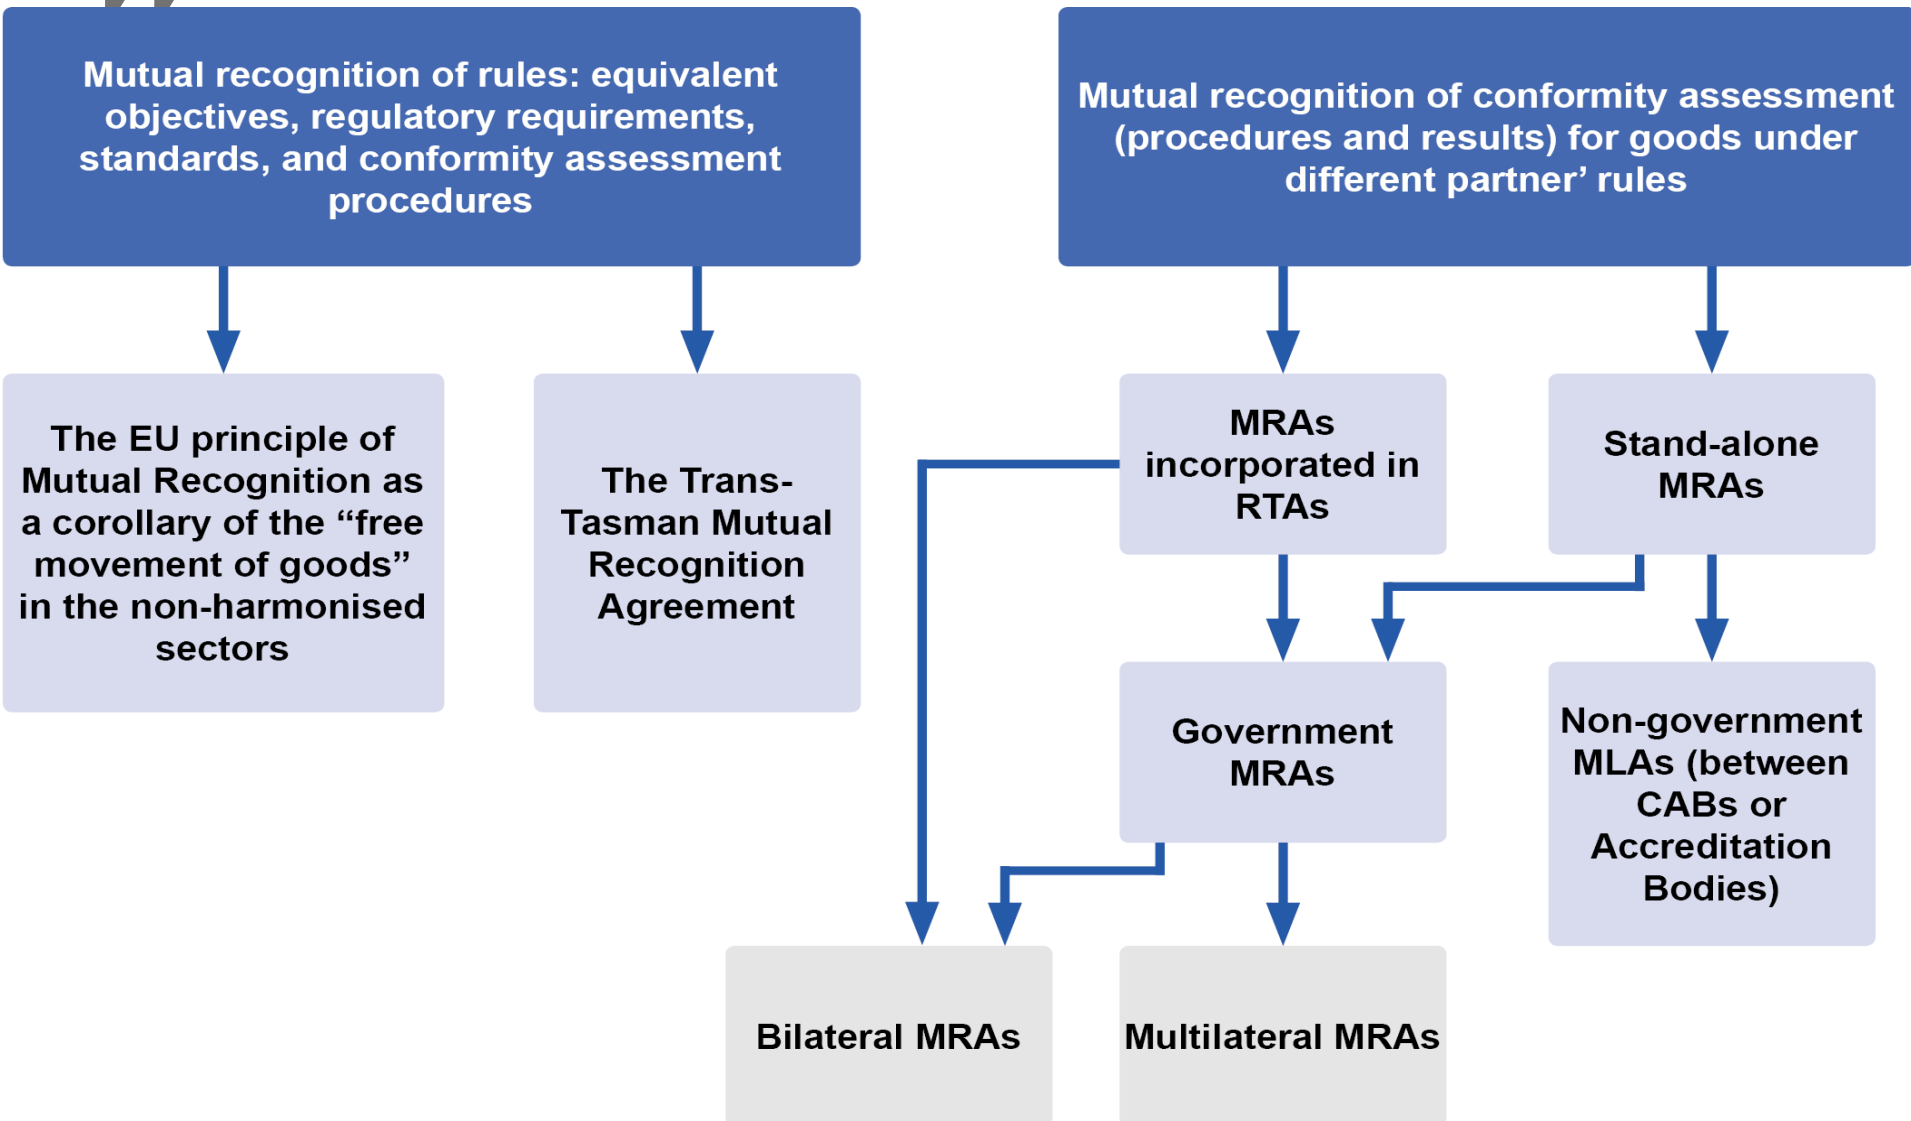 Mutual recognition of rules: equivalent
objectives, regulatory requirements,
standards, and conformity assessment
procedures
Mutual recognition of conformity assessment
(procedures and results) for goods under
different partner’ rules
The EU principle of
Mutual Recognition as
a corollary of the “free
movement of goods”
in the non-harmonised
sectors
The Trans-
Tasman Mutual
Recognition
Agreement
MRAs
incorporated in
RTAs
Stand-alone
MRAs
Government
MRAs
Non-government
MLAs (between
CABs or
Accreditation
Bodies)
Bilateral MRAs
Multilateral MRAs